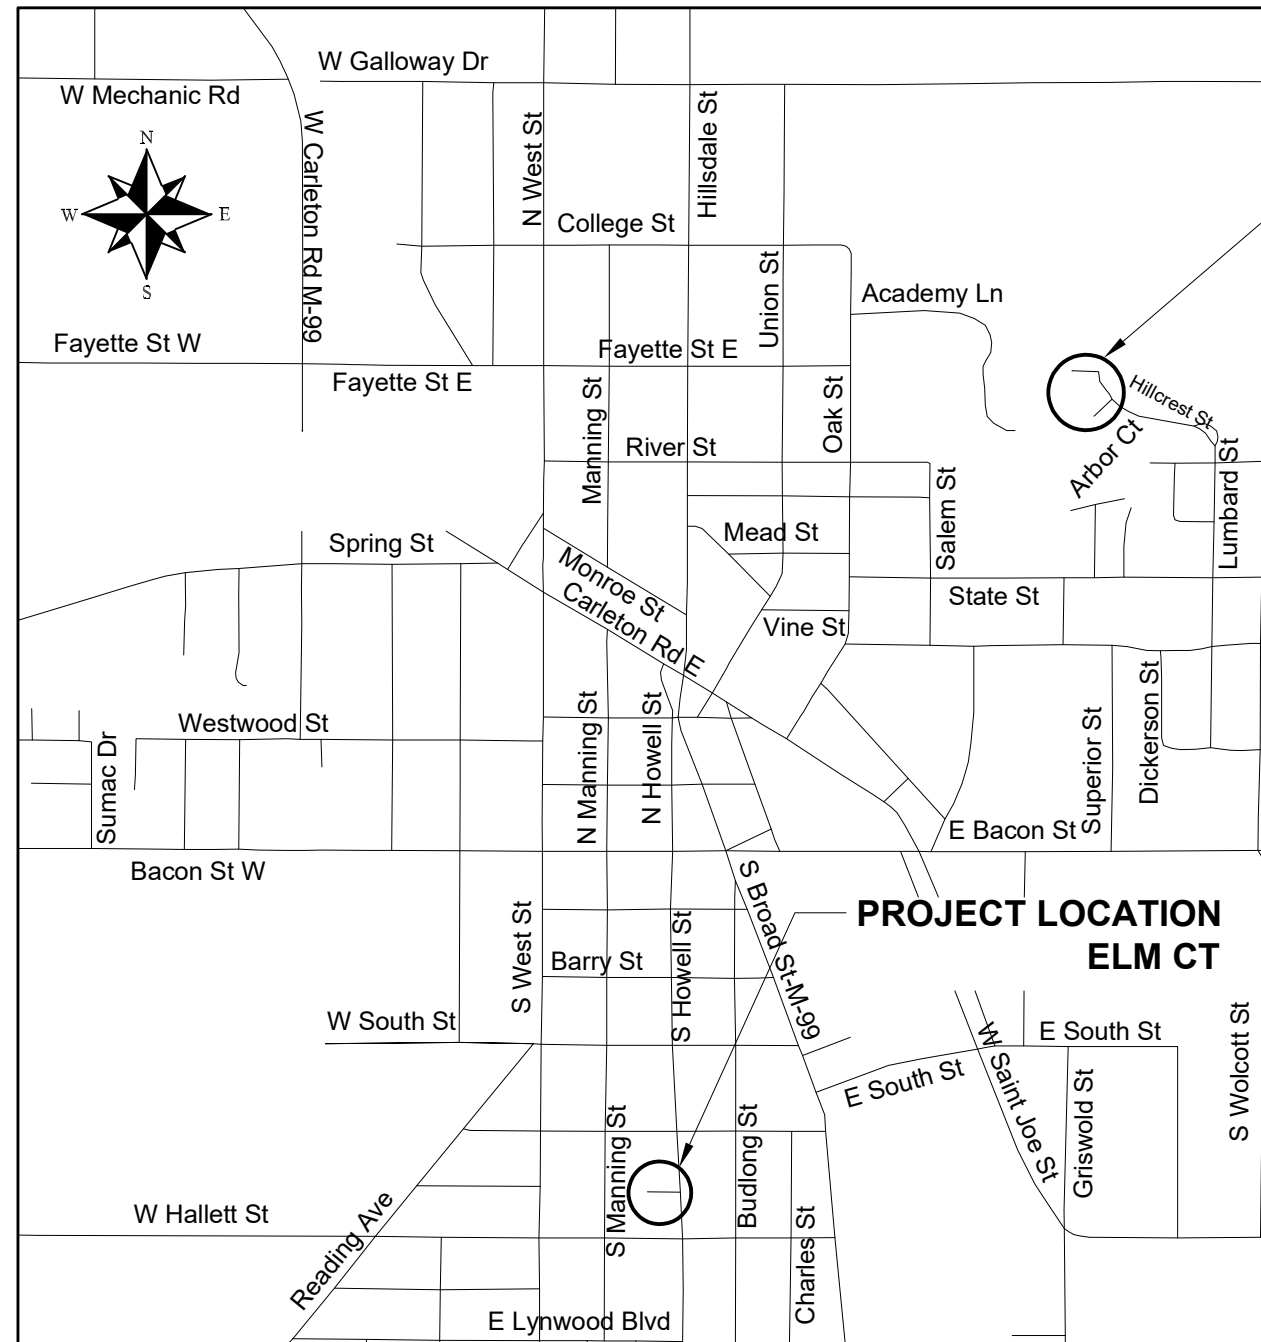 W Galloway Dr
W Mechanic Rd
N
W
E
S
W Carleton Rd M-99
N West St
Hillsdale St
College St
Union St
Academy Ln
Fayette St W
Fayette St E
Fayette St E
Manning St
Oak St
Hillcrest St
Arbor Ct
River St
Lumbard St
Salem St
Spring St
Mead St
Monroe St
Carleton Rd E
State St
Vine St
Westwood St
Sumac Dr
N Manning St
N Howell St
Superior St
Dickerson St
E Bacon St
Bacon St W
S Broad St-M-99
PROJECT LOCATION
ELM CT
S West St
Barry St
S Howell St
W South St
E South St
E South St
W Saint Joe St
Griswold St
S Wolcott St
S Manning St
Budlong St
W Hallett St
Reading Ave
Charles St
E Lynwood Blvd